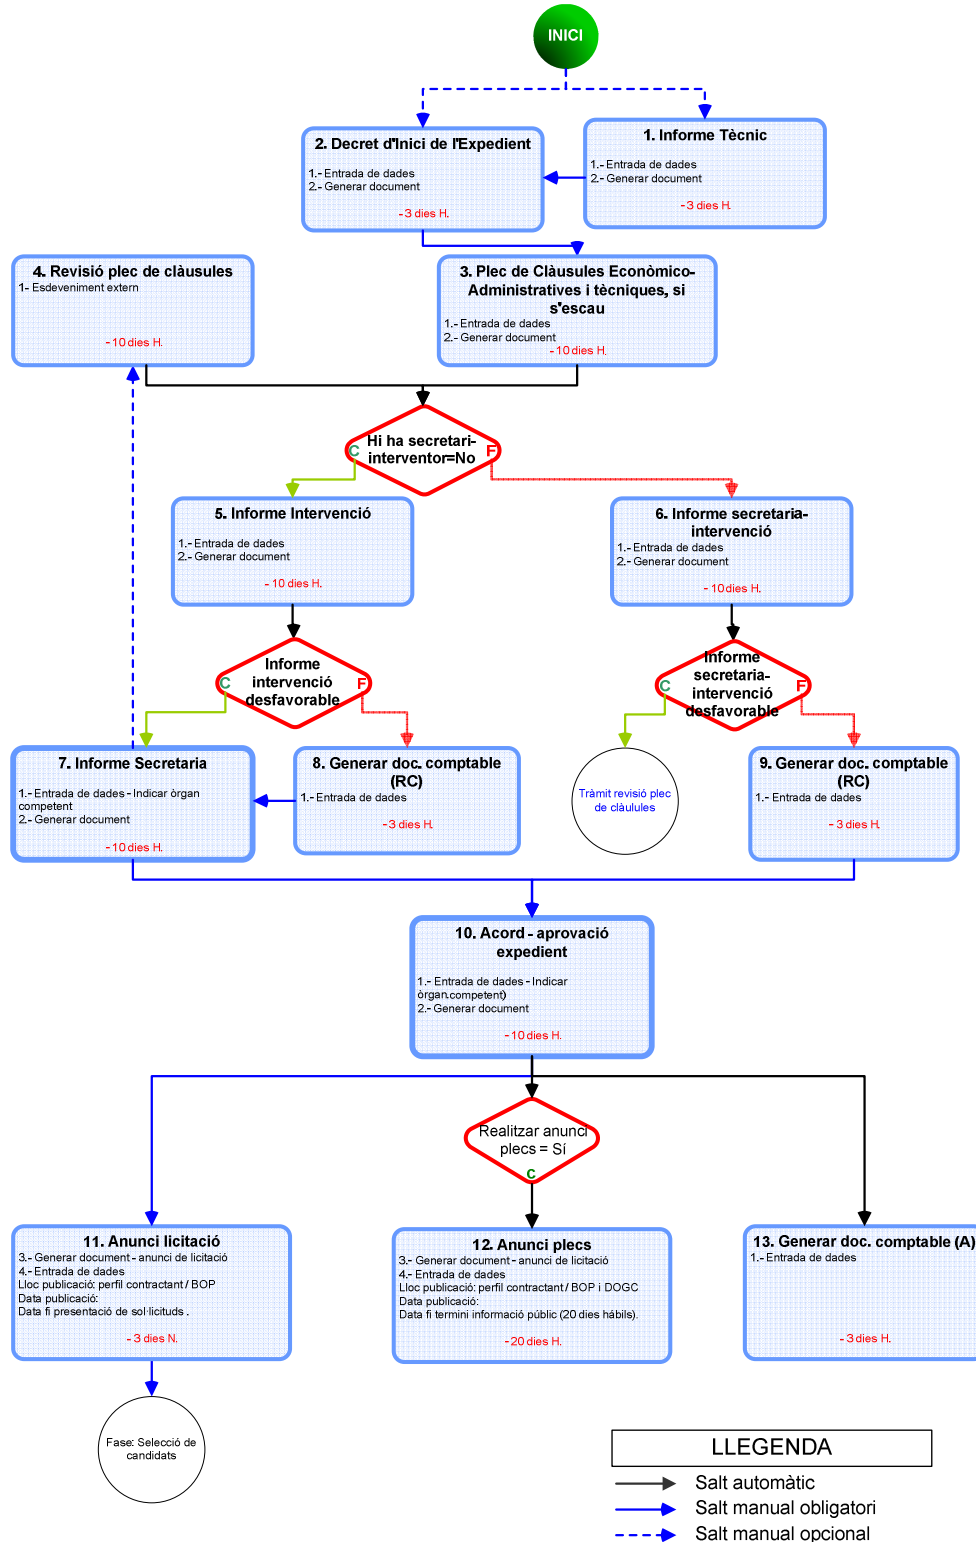 INICI
2. Decret d'Inici de l'Expedient
1.- Entrada de dades
2.- Generar document
- 3 dies H.
1. Informe Tècnic
1.- Entrada de dades
2.- Generar document
- 3 dies H.
4. Revisió plec de clàusules
1- Esdeveniment extern
- 10 dies H.
3. Plec de Clàusules Econòmico-
Administratives i tècniques, si
s'escau
1.- Entrada de dades
2.- Generar document
- 10 dies H.
Hi ha secretari-
interventor=No
C
F
5. Informe Intervenció
1.- Entrada de dades
2.- Generar document
- 10 dies H.
6. Informe secretaria-
intervenció
1.- Entrada de dades
2.- Generar document
- 10 dies H.
Informe
intervenció
desfavorable
C
F
Informe
secretaria-
intervenció
desfavorable
C
F
7. Informe Secretaria
1.- Entrada de dades - Indicar òrgan
competent
2.- Generar document
- 10 dies H.
8. Generar doc. comptable
(RC)
1.- Entrada de dades
- 3 dies H.
Tràmit revisió plec
de clàulules
9. Generar doc. comptable
(RC)
1.- Entrada de dades
- 3 dies H.
10. Acord - aprovació
expedient
1.- Entrada de dades - Indicar
òrgan.competent)
2.- Generar document
- 10 dies H.
Realitzar anunci
plecs = Sí
c
11. Anunci licitació
3.- Generar document - anunci de licitació
4.- Entrada de dades
Lloc publicació: perfil contractant / BOP
Data publicació:
Data fi presentació de sol·licituds .
- 3 dies N.
12. Anunci plecs
3.- Generar document - anunci de licitació
4.- Entrada de dades
Lloc publicació: perfil contractant / BOP i DOGC
Data publicació:
Data fi termini informació públic (20 dies hábils).
- 20 dies H.
13. Generar doc. comptable (A)
1.- Entrada de dades
- 3 dies H.
Fase: Selecció de
candidats
LLEGENDA
Salt automàtic
Salt manual obligatori
Salt manual opcional